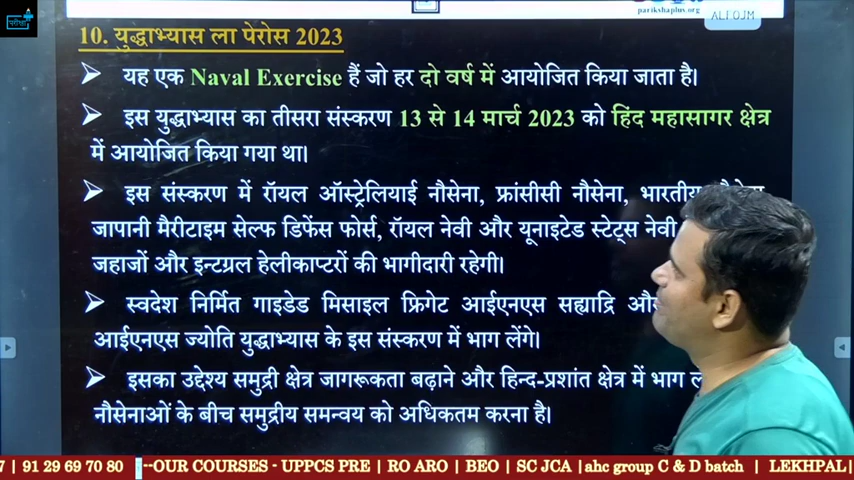 परीक्षा
parikshaplus.org
ALI OJM
10. युद्धाभ्यास ला पेरोस 2023
➤ यह एक Naval Exercise हैं जो हर दो वर्ष में आयोजित किया जाता है।
➤ इस युद्धाभ्यास का तीसरा संस्करण 13 से 14 मार्च 2023 को हिंद महासागर क्षेत्र
में आयोजित किया गया था।
➤ इस संस्करण में रॉयल ऑस्ट्रेलियाई नौसेना, फ्रांसीसी नौसेना,
जापानी मैरीटाइम सेल्फ डिफेंस फोर्स, रॉयल नेवी और यूनाइटेड स्टेट्स नेवी
जहाजों और इन्टग्रल हेलीकाप्टरों की भागीदारी रहेगी।
➤ स्वदेश निर्मित गाइडेड मिसाइल फ्रिगेट आईएनएस सह्याद्रि
आईएनएस ज्योति युद्धाभ्यास के इस संस्करण में भाग लेंगे।
➤ इसका उद्देश्य समुद्री क्षेत्र जागरूकता बढ़ाने और हिन्द-प्रशांत क्षेत्र में भाग
नौसेनाओं के बीच समुद्रीय समन्वय को अधिकतम करना है।
7 | 91 29 69 70 80 --OUR COURSES - UPPCS PRE | RO ARO | BEO | SC JCA |ahc group C & D batch | LEKHPAL|